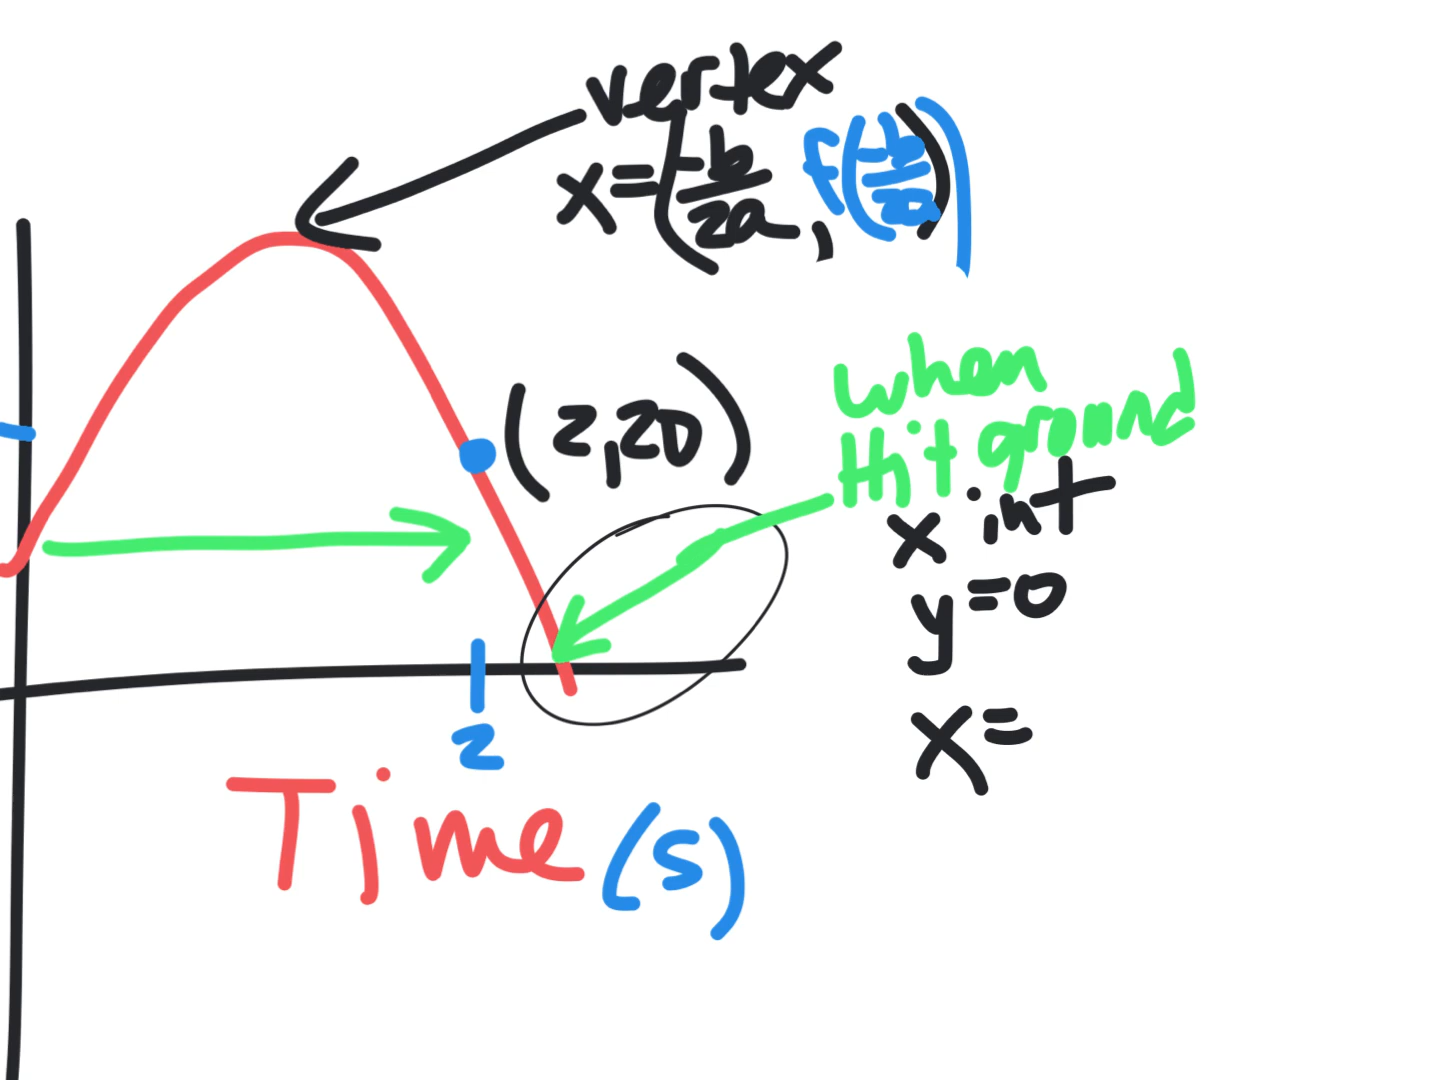 vertex
x=(-b/2a, f(-b/2a))
(2,20)
when
Hit ground
x int
y=0
x=
2
Time (s)